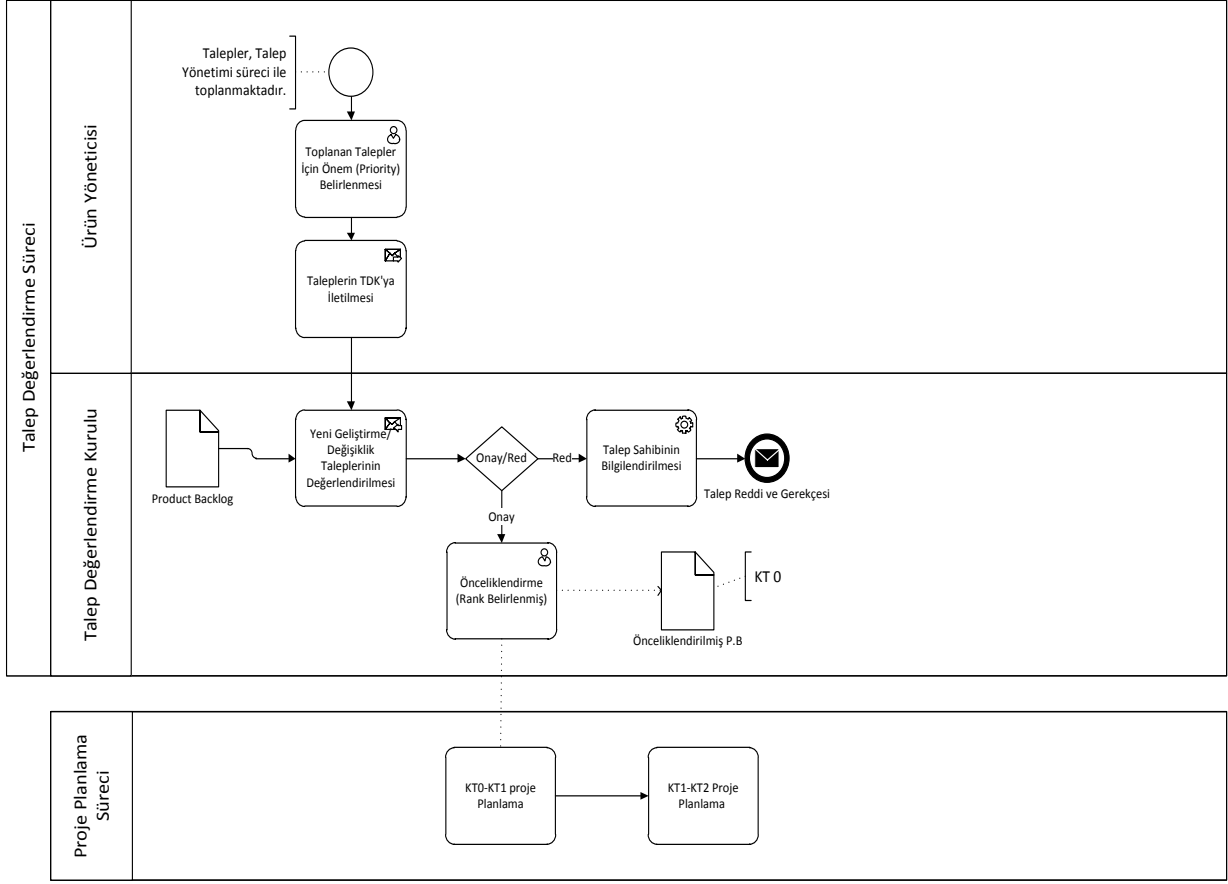 Talep Değerlendirme Süreci
Ürün Yöneticisi
Talepler, Talep
Yönetimi süreci ile
toplanmaktadır.
Toplanan Talepler
İçin Önem (Priority)
Belirlenmesi
Taleplerin TDK'ya
İletilmesi
Talep Değerlendirme Kurulu
Product Backlog
Yeni Geliştirme/
Değişiklik
Taleplerinin
Değerlendirilmesi
Onay/Red
Red
Talep Sahibinin
Bilgilendirilmesi
Talep Reddi ve Gerekçesi
Onay
Önceliklendirme
(Rank Belirlenmiş)
Önceliklendirilmiş P.B
KT 0
Proje Planlama
Süreci
KT0-KT1 proje
Planlama
KT1-KT2 Proje
Planlama